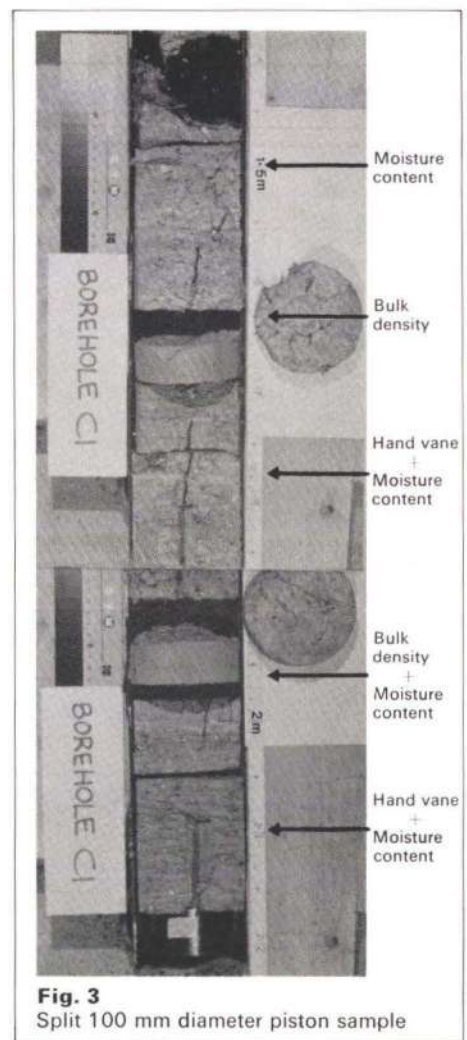 1·5m
Moisture
content
BOREHOLE C1
Bulk
density
Hand vane
+
Moisture
content
Bulk
density
+
Moisture
content
BOREHOLE C1
2m
Hand vane
+
Moisture
content
Fig. 3
Split 100 mm diameter piston sample